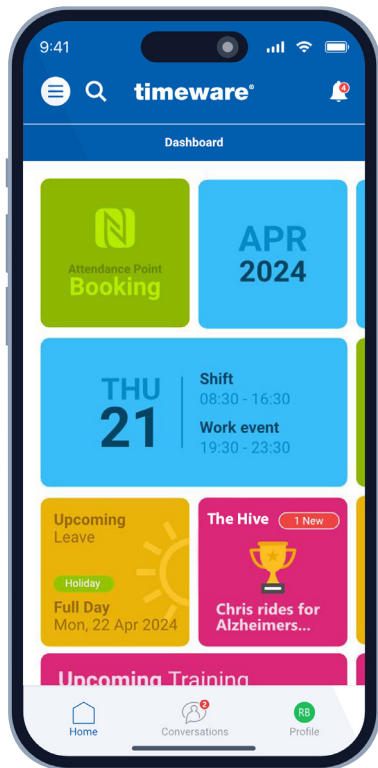 9:41
timeware®
4
Dashboard
Attendance Point
Booking
APR
2024
THU
21
Shift
08:30 - 16:30
Work event
19:30 - 23:30
Upcoming
Leave
Holiday
Full Day
Mon, 22 Apr 2024
The Hive
1 New
Chris rides for
Alzheimers...
Upcoming Training
2
RB
Home
Conversations
Profile